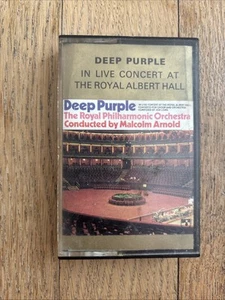 DEEP PURPLE
IN LIVE CONCERT AT
THE ROYAL ALBERT HALL
Deep Purple
The Royal Philharmonic Orchestra
Conducted by Malcolm Arnold